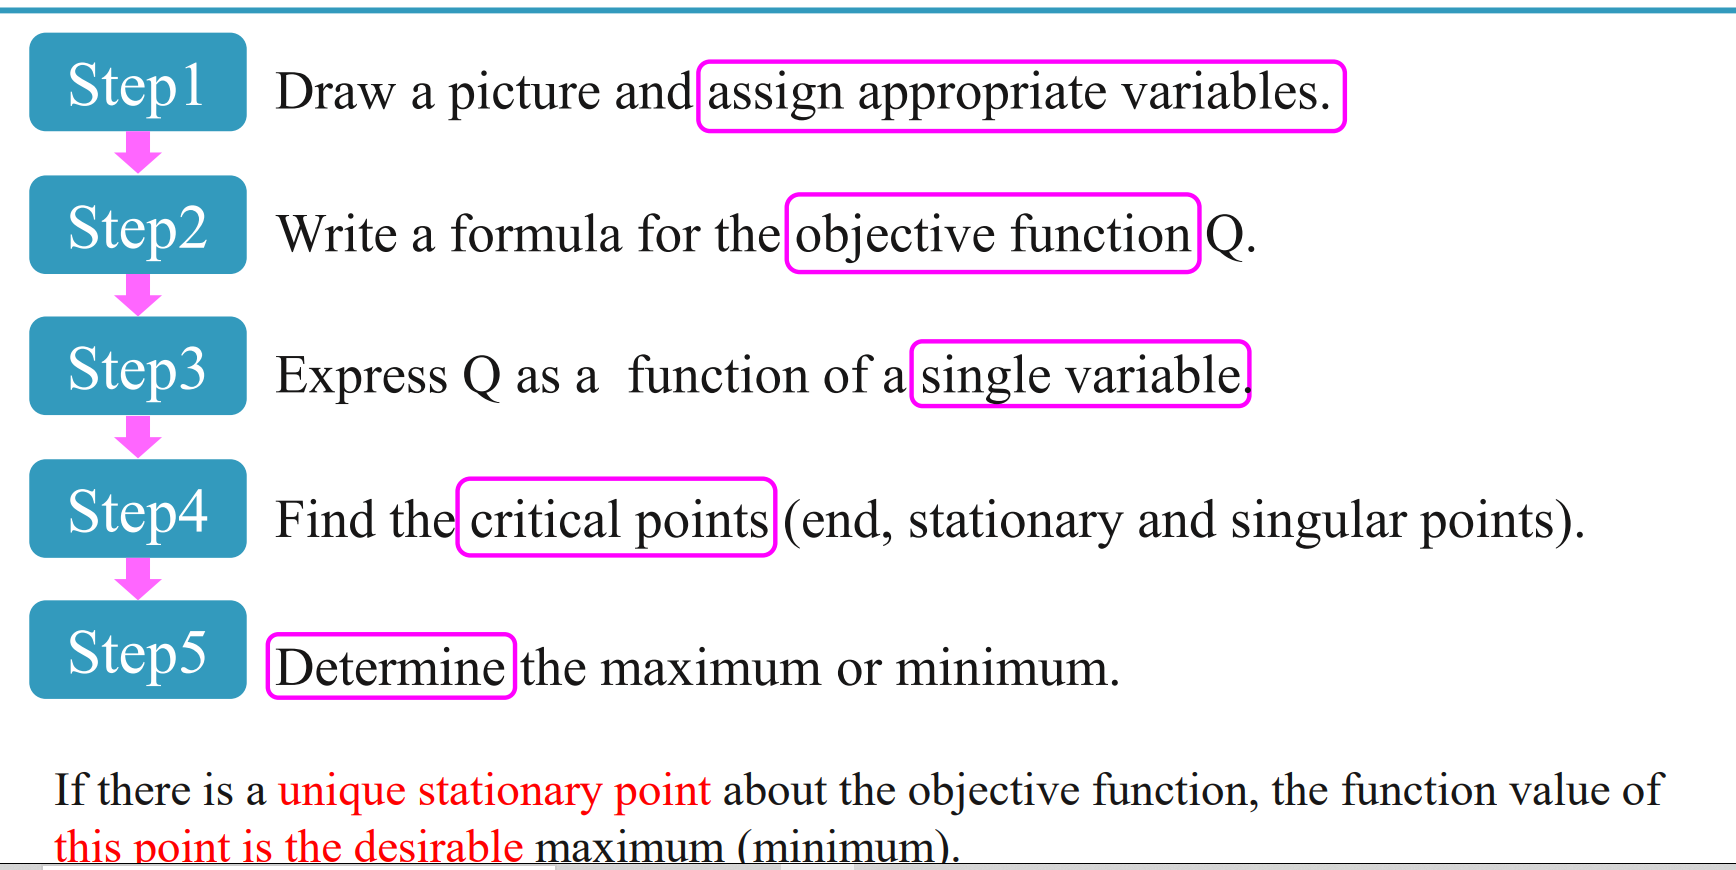 Step1 Draw a picture and assign appropriate variables.
Step2 Write a formula for the objective function Q.
Step3 Express Q as a function of a single variable.
Step4 Find the critical points (end, stationary and singular points).
Step5 Determine the maximum or minimum.
If there is a unique stationary point about the objective function, the function value of
this point is the desirable maximum (minimum).